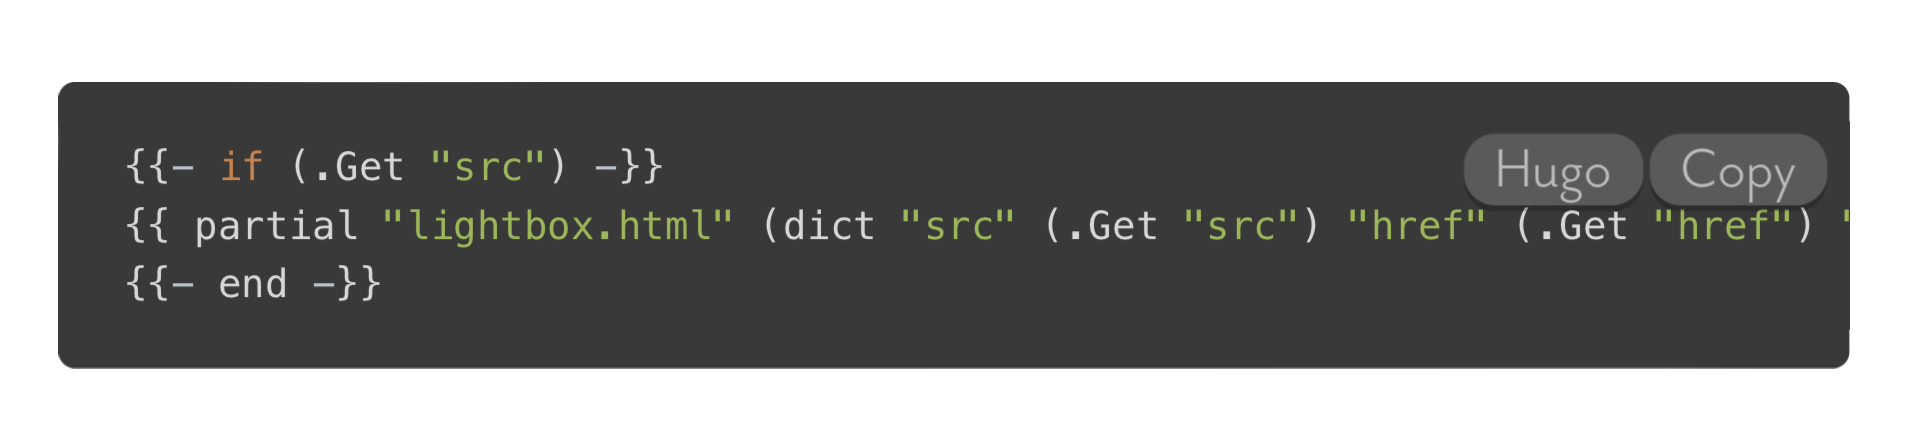 {{- if (.Get "src") -}}
Hugo Copy
{{ partial "lightbox.html" (dict "src" (.Get "src") "href" (.Get "href") "
{{- end -}}